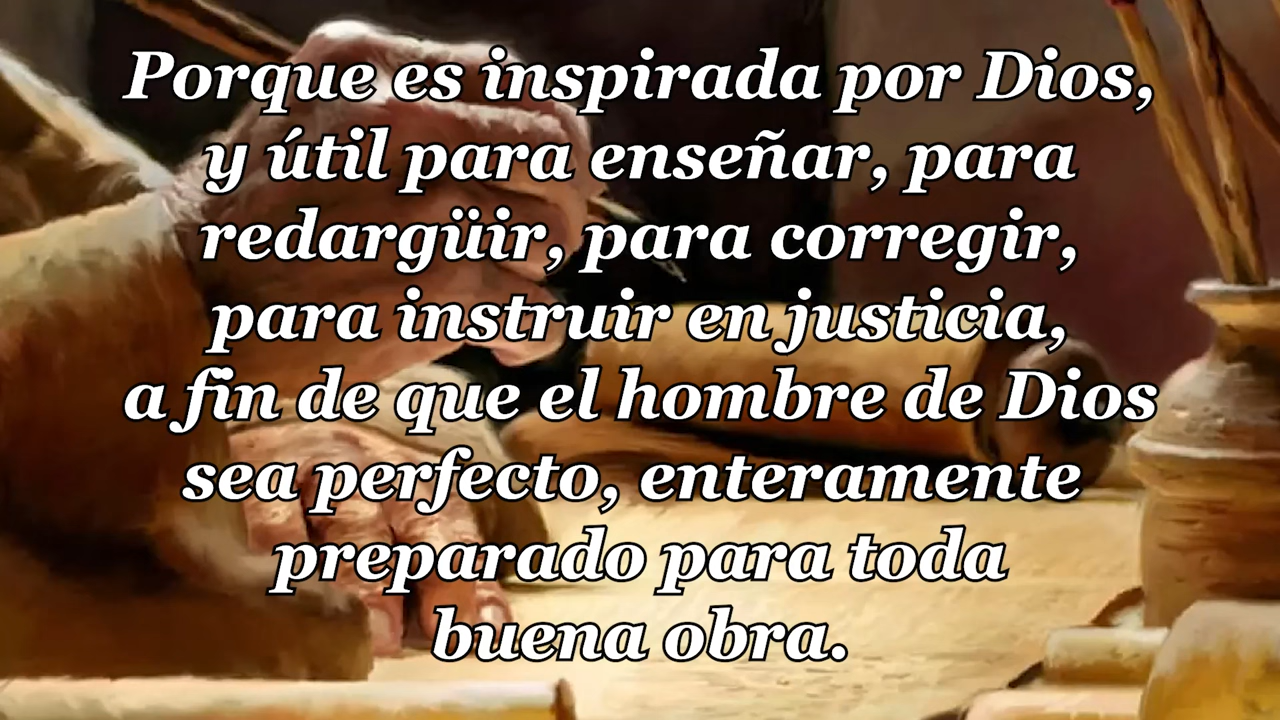 Porque es inspirada por Dios,
y útil para enseñar, para
redargüir, para corregir,
para instruir en justicia,
a fin de que el hombre de Dios
sea perfecto, enteramente
preparado para toda
buena obra.